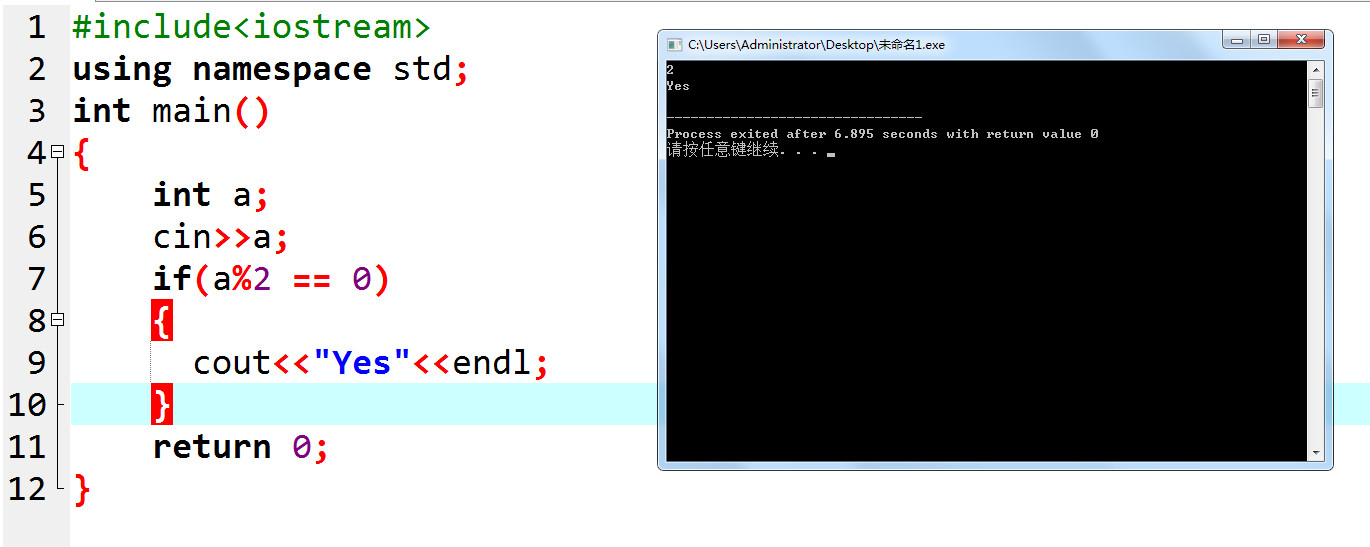 1 #include<iostream>
2 using namespace std;
3 int main()
4 {
5 int a;
6 cin>>a;
7 if(a%2 == 0)
8 {
9 cout<<"Yes"<<endl;
10 }
11 return 0;
12 }
C:\Users\Administrator\Desktop\未命名1.exe
2
Yes
--------------------------------
Process exited after 6.895 seconds with return value 0
请按任意键继续. . .